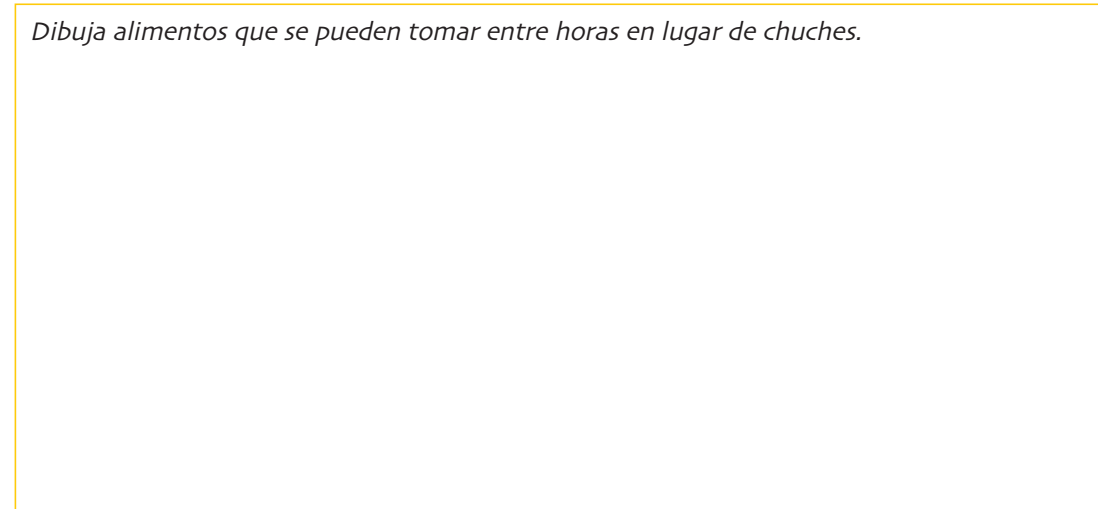 Dibuja alimentos que se pueden tomar entre horas en lugar de chuches.